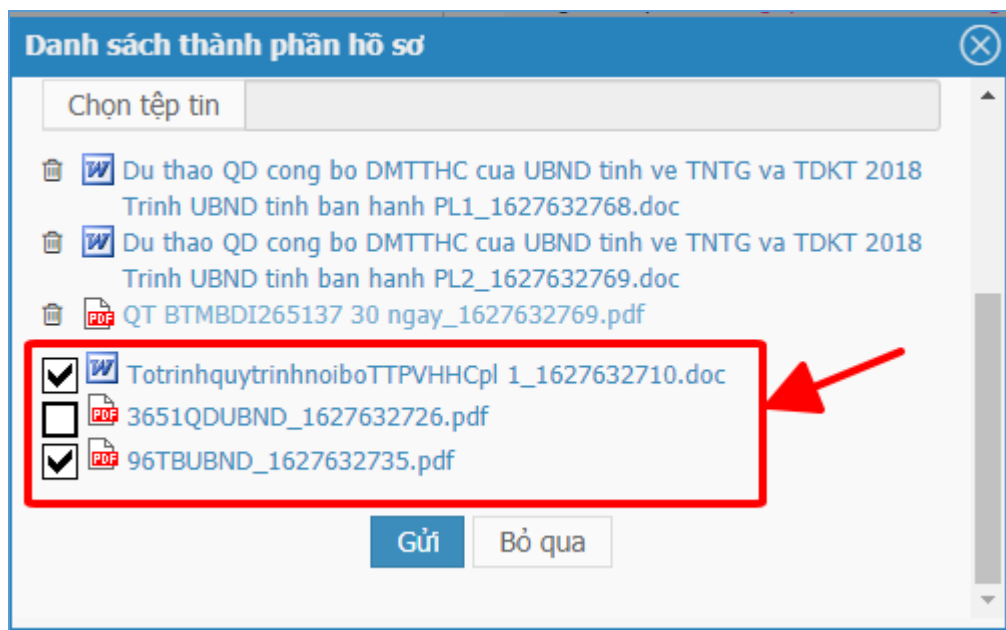 Danh sách thành phần hồ sơ
Chọn tệp tin
Du thao QD cong bo DMTTHC cua UBND tinh ve TNTG va TDKT 2018
Trinh UBND tinh ban hanh PL1_1627632768.doc
Du thao QD cong bo DMTTHC cua UBND tinh ve TNTG va TDKT 2018
Trinh UBND tinh ban hanh PL2_1627632769.doc
QT BTMBDI265137 30 ngay_1627632769.pdf
TotrinhquytrinhnoiboTTPVHHCpl 1_1627632710.doc
3651QDUBND_1627632726.pdf
96TBUBND_1627632735.pdf
Gửi Bỏ qua